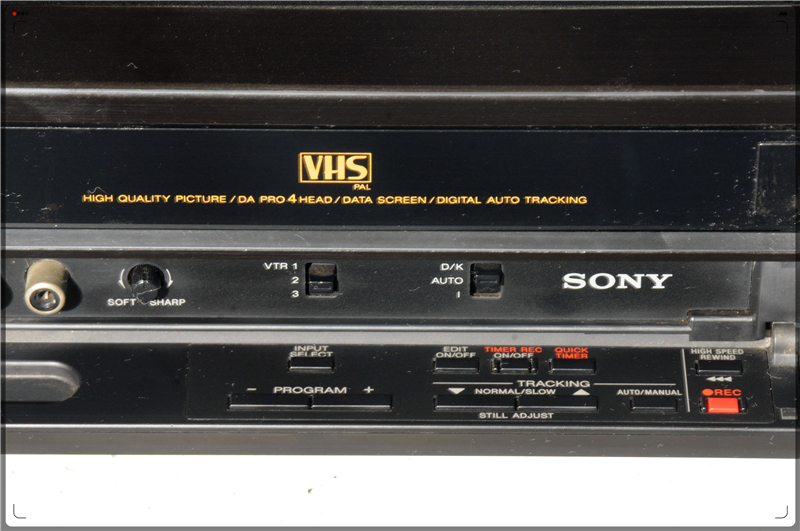 VHS
PAL
HIGH QUALITY PICTURE / DA PRO 4 HEAD / DATA SCREEN / DIGITAL AUTO TRACKING
SOFT SHARP
VTR 1
2
3
D/K
AUTO
I
SONY
INPUT
SELECT
EDIT
ON/OFF
TIMER REC
ON/OFF
QUICK
TIMER
HIGH SPEED
REWIND
− PROGRAM +
TRACKING
NORMAL/SLOW
STILL ADJUST
AUTO/MANUAL
REC